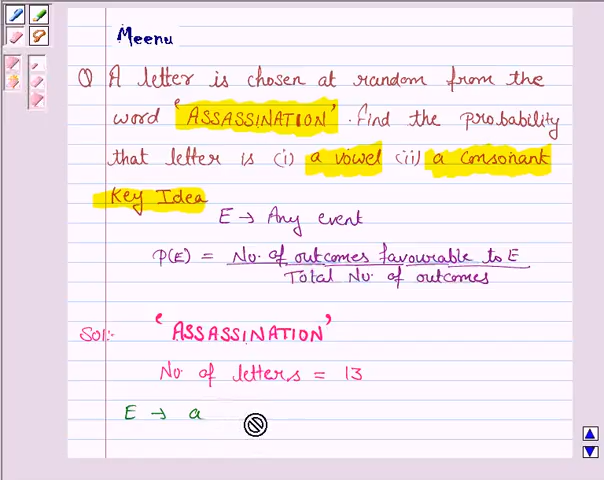 Meenu
Q A letter is chosen at random from the
word 'ASSASSINATION'. Find the probability
that letter is (i) a vowel (ii) a consonant
Key Idea
E → Any event
P(E) = No. of outcomes favourable to E
Total No. of outcomes
Sol:- 'ASSASSINATION'
No. of letters = 13
E → a